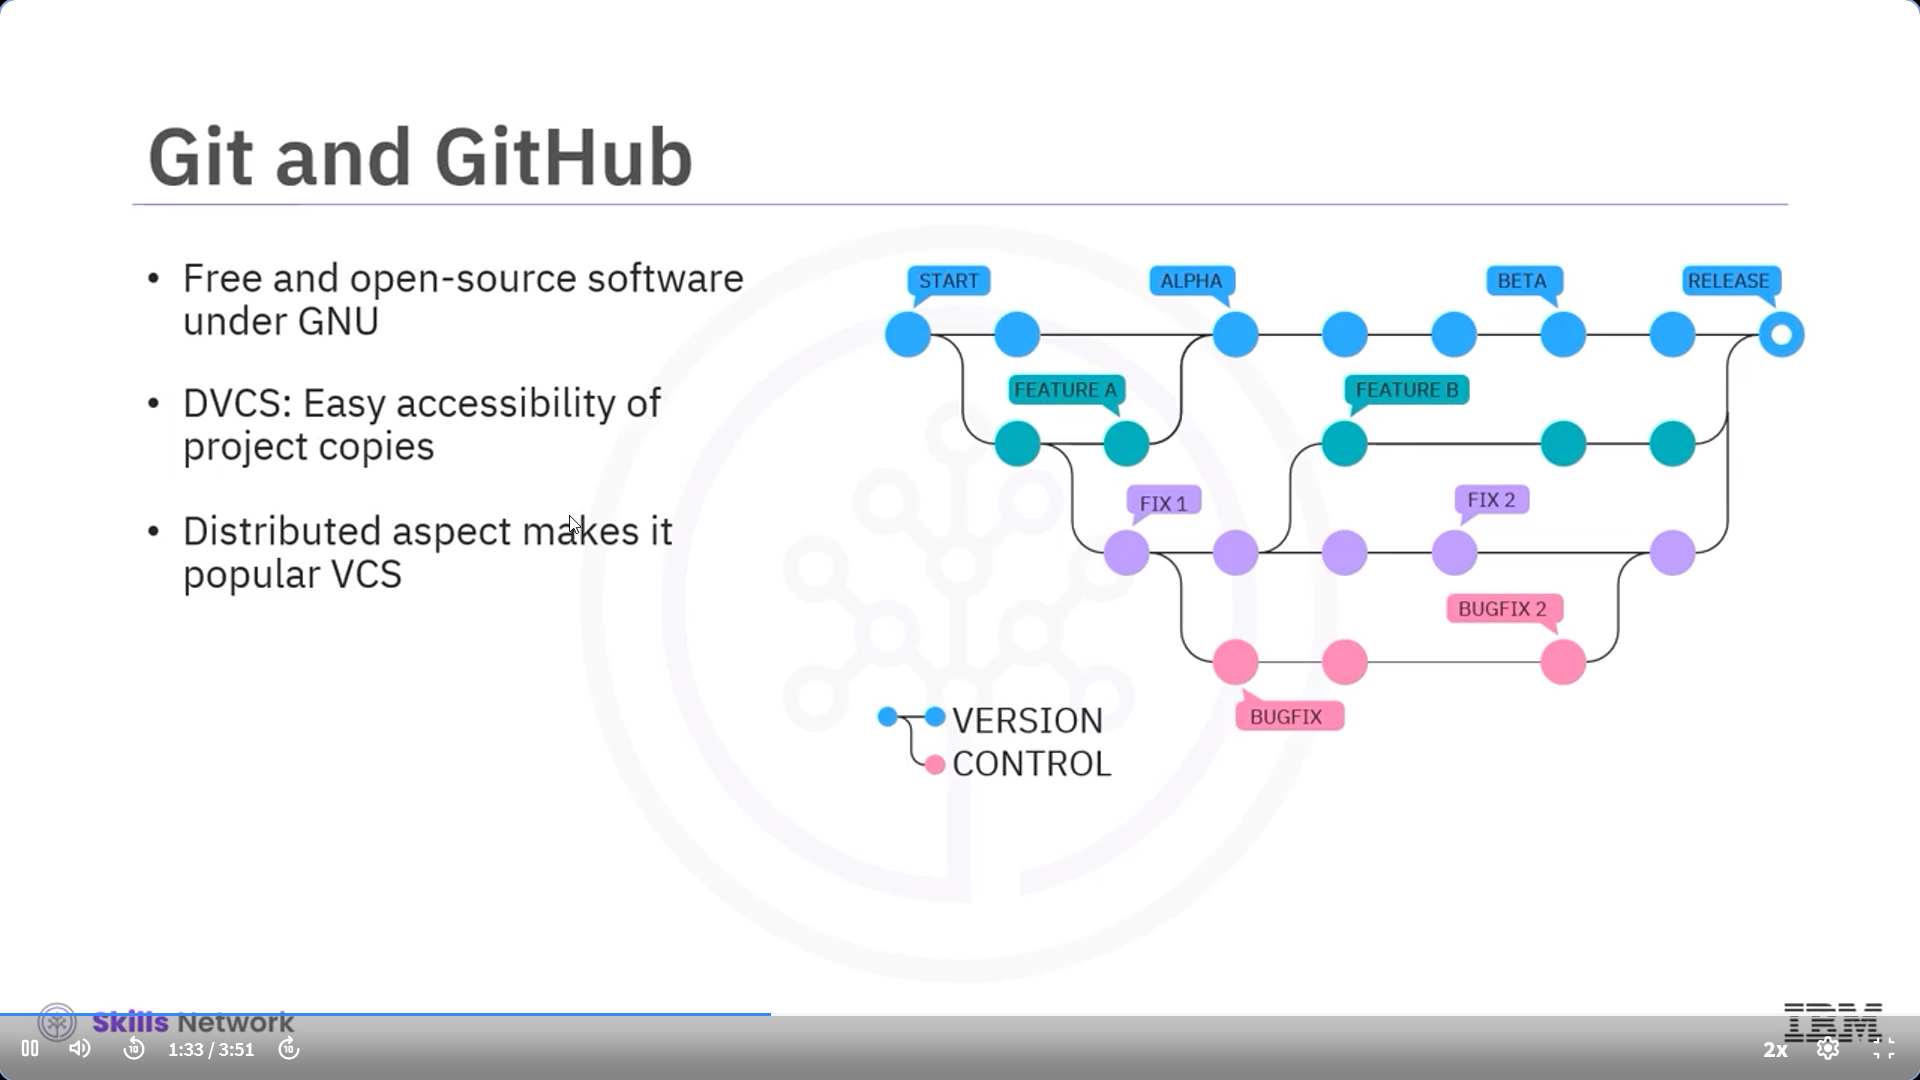 Git and GitHub
• Free and open-source software
under GNU
• DVCS: Easy accessibility of
project copies
• Distributed aspect makes it
popular VCS
START
ALPHA
BETA
RELEASE
FEATURE A
FEATURE B
FIX 1
FIX 2
BUGFIX 2
BUGFIX
VERSION
CONTROL
Skills Network
IBM
10
1:33 / 3:51
10
2x